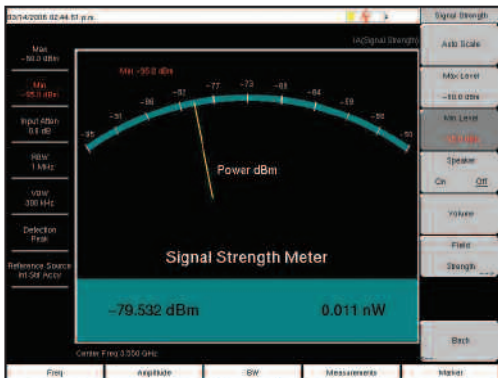 03/14/2006 02:44:51 p.m.
Signal Strength
IA(Signal Strength)
Max
-50.0 dBm
Min
-95.0 dBm
Input Atten
0.0 dB
RBW
1 MHz
VBW
300 kHz
Detection
Peak
Reference Source
Int Std Accy
Min -95.0 dBm
-95
-91
-86
-82
-77
-73
-68
-64
-59
-55
-50
Power dBm
Signal Strength Meter
-79.532 dBm
0.011 nW
Center Freq 3.550 GHz
Auto Scale
Max Level
-50.0 dBm
Min Level
Speaker
On Off
Volume
Field
Strength
Back
Freq
Amplitude
BW
Measurements
Marker